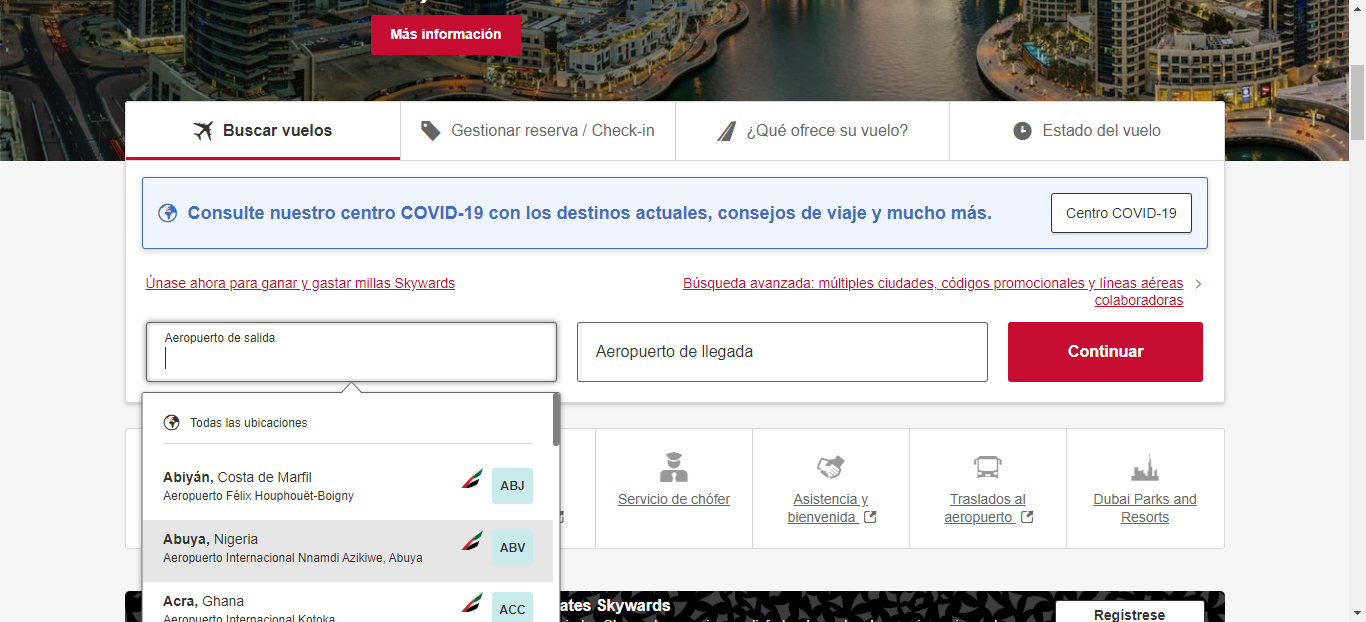 Más información
Buscar vuelos
Gestionar reserva / Check-in
¿Qué ofrece su vuelo?
Estado del vuelo
Consulte nuestro centro COVID-19 con los destinos actuales, consejos de viaje y mucho más.
Centro COVID-19
Únase ahora para ganar y gastar millas Skywards
Búsqueda avanzada: múltiples ciudades, códigos promocionales y líneas aéreas
colaboradoras
Aeropuerto de salida
Aeropuerto de llegada
Continuar
Todas las ubicaciones
Abiyán, Costa de Marfil
Aeropuerto Félix Houphouët-Boigny
ABJ
Abuya, Nigeria
Aeropuerto Internacional Nnamdi Azikiwe, Abuya
ABV
Acra, Ghana
Aeropuerto Internacional Kotoka
ACC
Servicio de chófer
Asistencia y
bienvenida
Traslados al
aeropuerto
Dubai Parks and
Resorts
ates Skywards
Regístrese